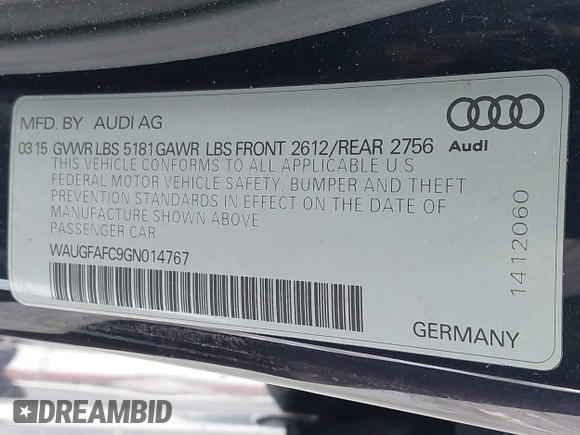 MFD. BY AUDI AG
03 15 GVWR LBS 5181 GAWR LBS FRONT 2612/REAR 2756
THIS VEHICLE CONFORMS TO ALL APPLICABLE U.S
FEDERAL MOTOR VEHICLE SAFETY, BUMPER AND THEFT
PREVENTION STANDARDS IN EFFECT ON THE DATE OF
MANUFACTURE SHOWN ABOVE
PASSENGER CAR
WAUGFAFC9GN014767
Audi
1412060
GERMANY
DREAMBID